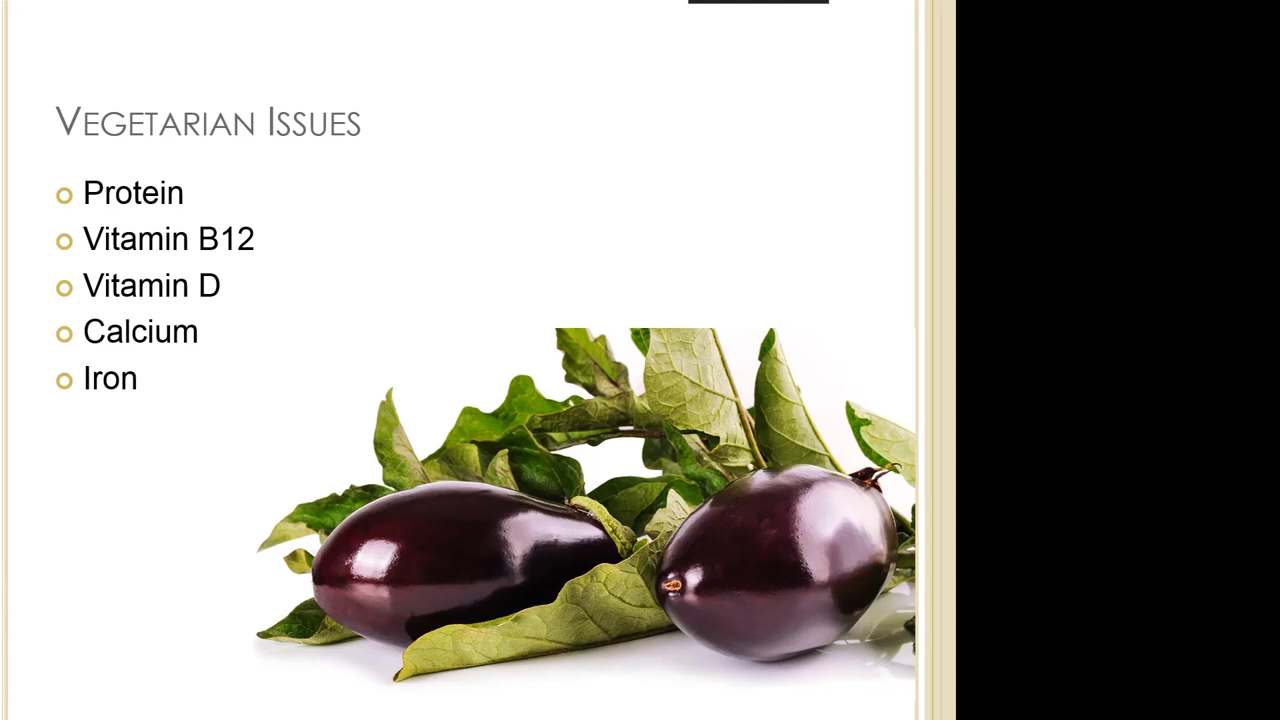 Vegetarian Issues
Protein
Vitamin B12
Vitamin D
Calcium
Iron